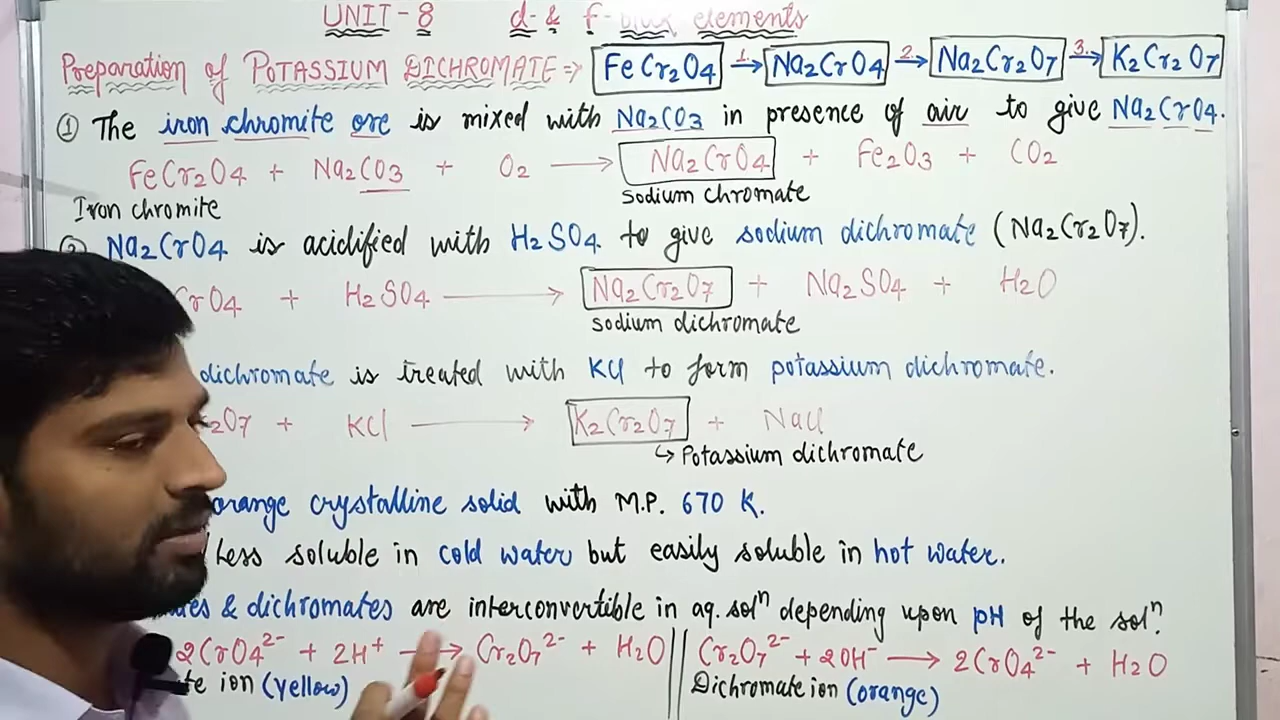 UNIT-8 d- & f-block elements
Preparation of POTASSIUM DICHROMATE => FeCr2O4 1. → Na2CrO4 2. → Na2Cr2O7 3. → K2Cr2O7
① The iron chromite ore is mixed with Na2CO3 in presence of air to give Na2CrO4.
FeCr2O4 + Na2CO3 + O2 → Na2CrO4 + Fe2O3 + CO2
Iron chromite sodium chromate
② Na2CrO4 is acidified with H2SO4 to give sodium dichromate (Na2Cr2O7).
CrO4 + H2SO4 → Na2Cr2O7 + Na2SO4 + H2O
sodium dichromate
dichromate is treated with KCl to form potassium dichromate.
2O7 + KCl → K2Cr2O7 + NaCl
↳ Potassium dichromate
orange crystalline solid with M.P. 670 K.
Less soluble in cold water but easily soluble in hot water.
& dichromates are interconvertible in aq. solⁿ depending upon pH of the solⁿ.
2CrO4²⁻ + 2H⁺ → Cr2O7²⁻ + H2O || Cr2O7²⁻ + 2OH⁻ → 2CrO4²⁻ + H2O
ion (yellow) Dichromate ion (orange)